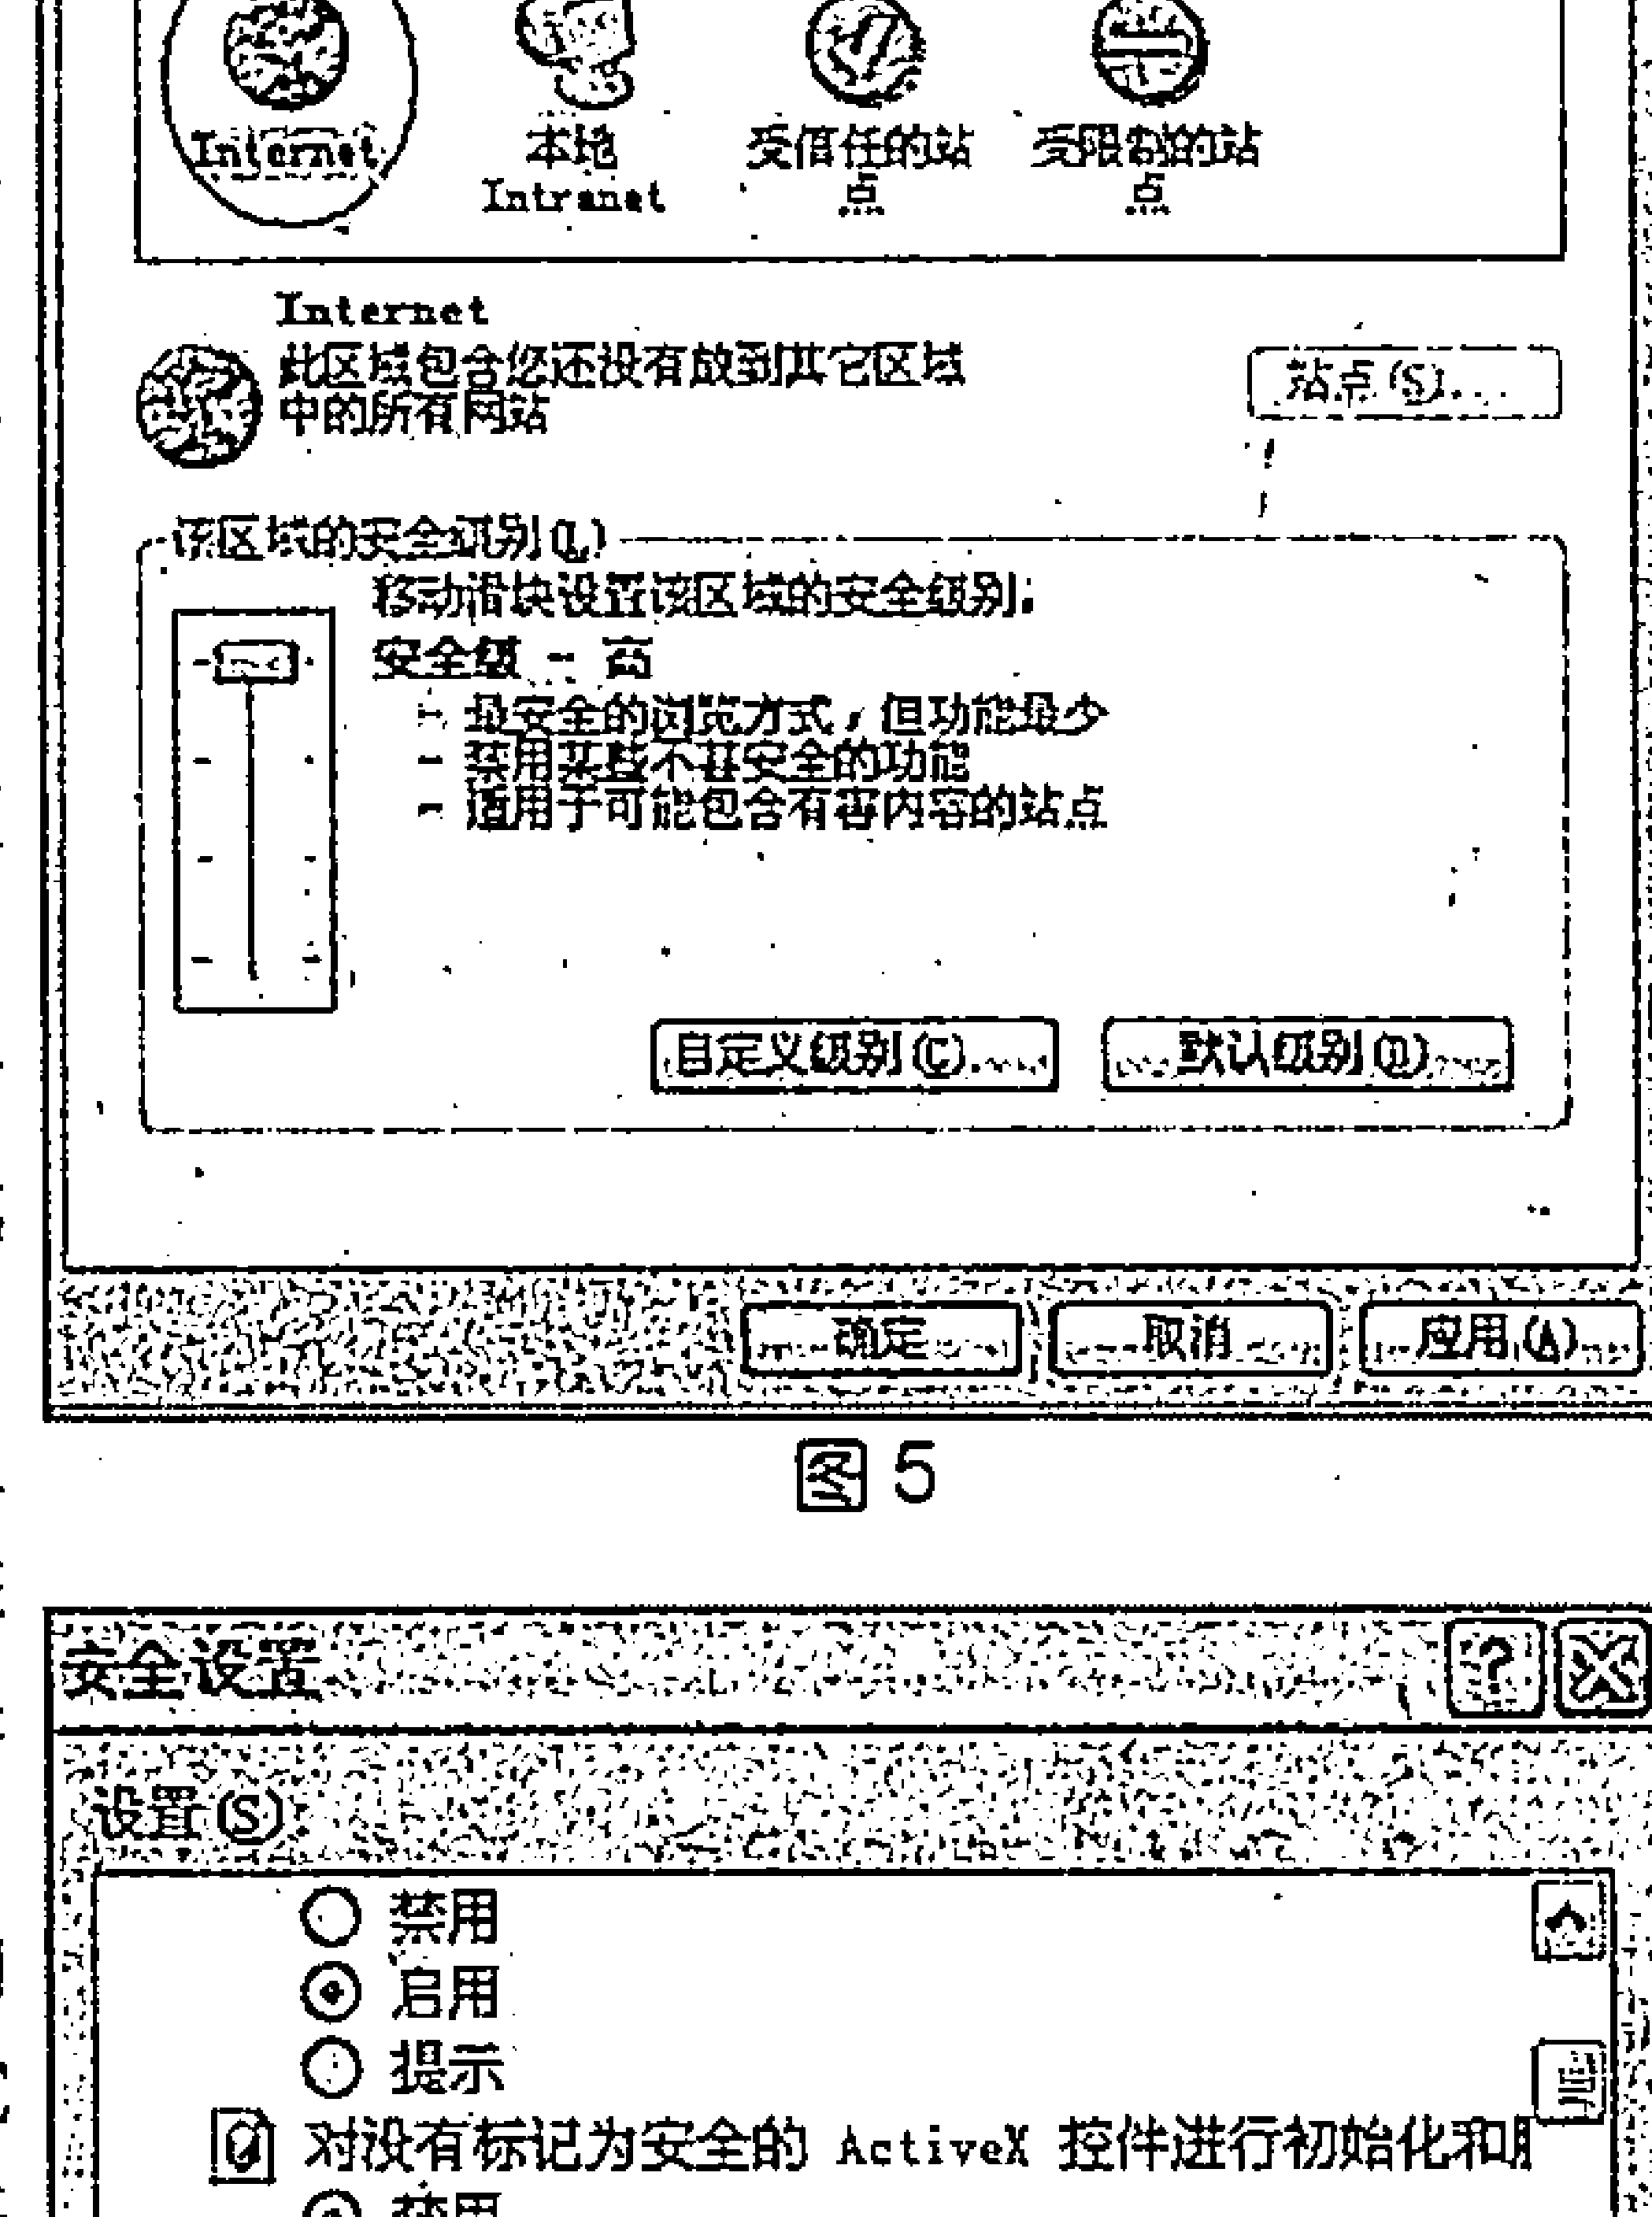 Internet
本地
Intranet
受信任的站
点
受限制的站
点
Internet
此区域包含您还没有放到其它区域
中的所有网站
站点(S)...
该区域的安全级别(L)
移动滑块设置该区域的安全级别。
安全级 - 高
- 最安全的浏览方式，但功能最少
- 禁用某些不甚安全的功能
- 适用于可能包含有害内容的站点
自定义级别(C)...
默认级别(D)
确定
取消
应用(A)
图 5
安全设置
设置(S):
禁用
启用
提示
对没有标记为安全的 ActiveX 控件进行初始化和
禁用